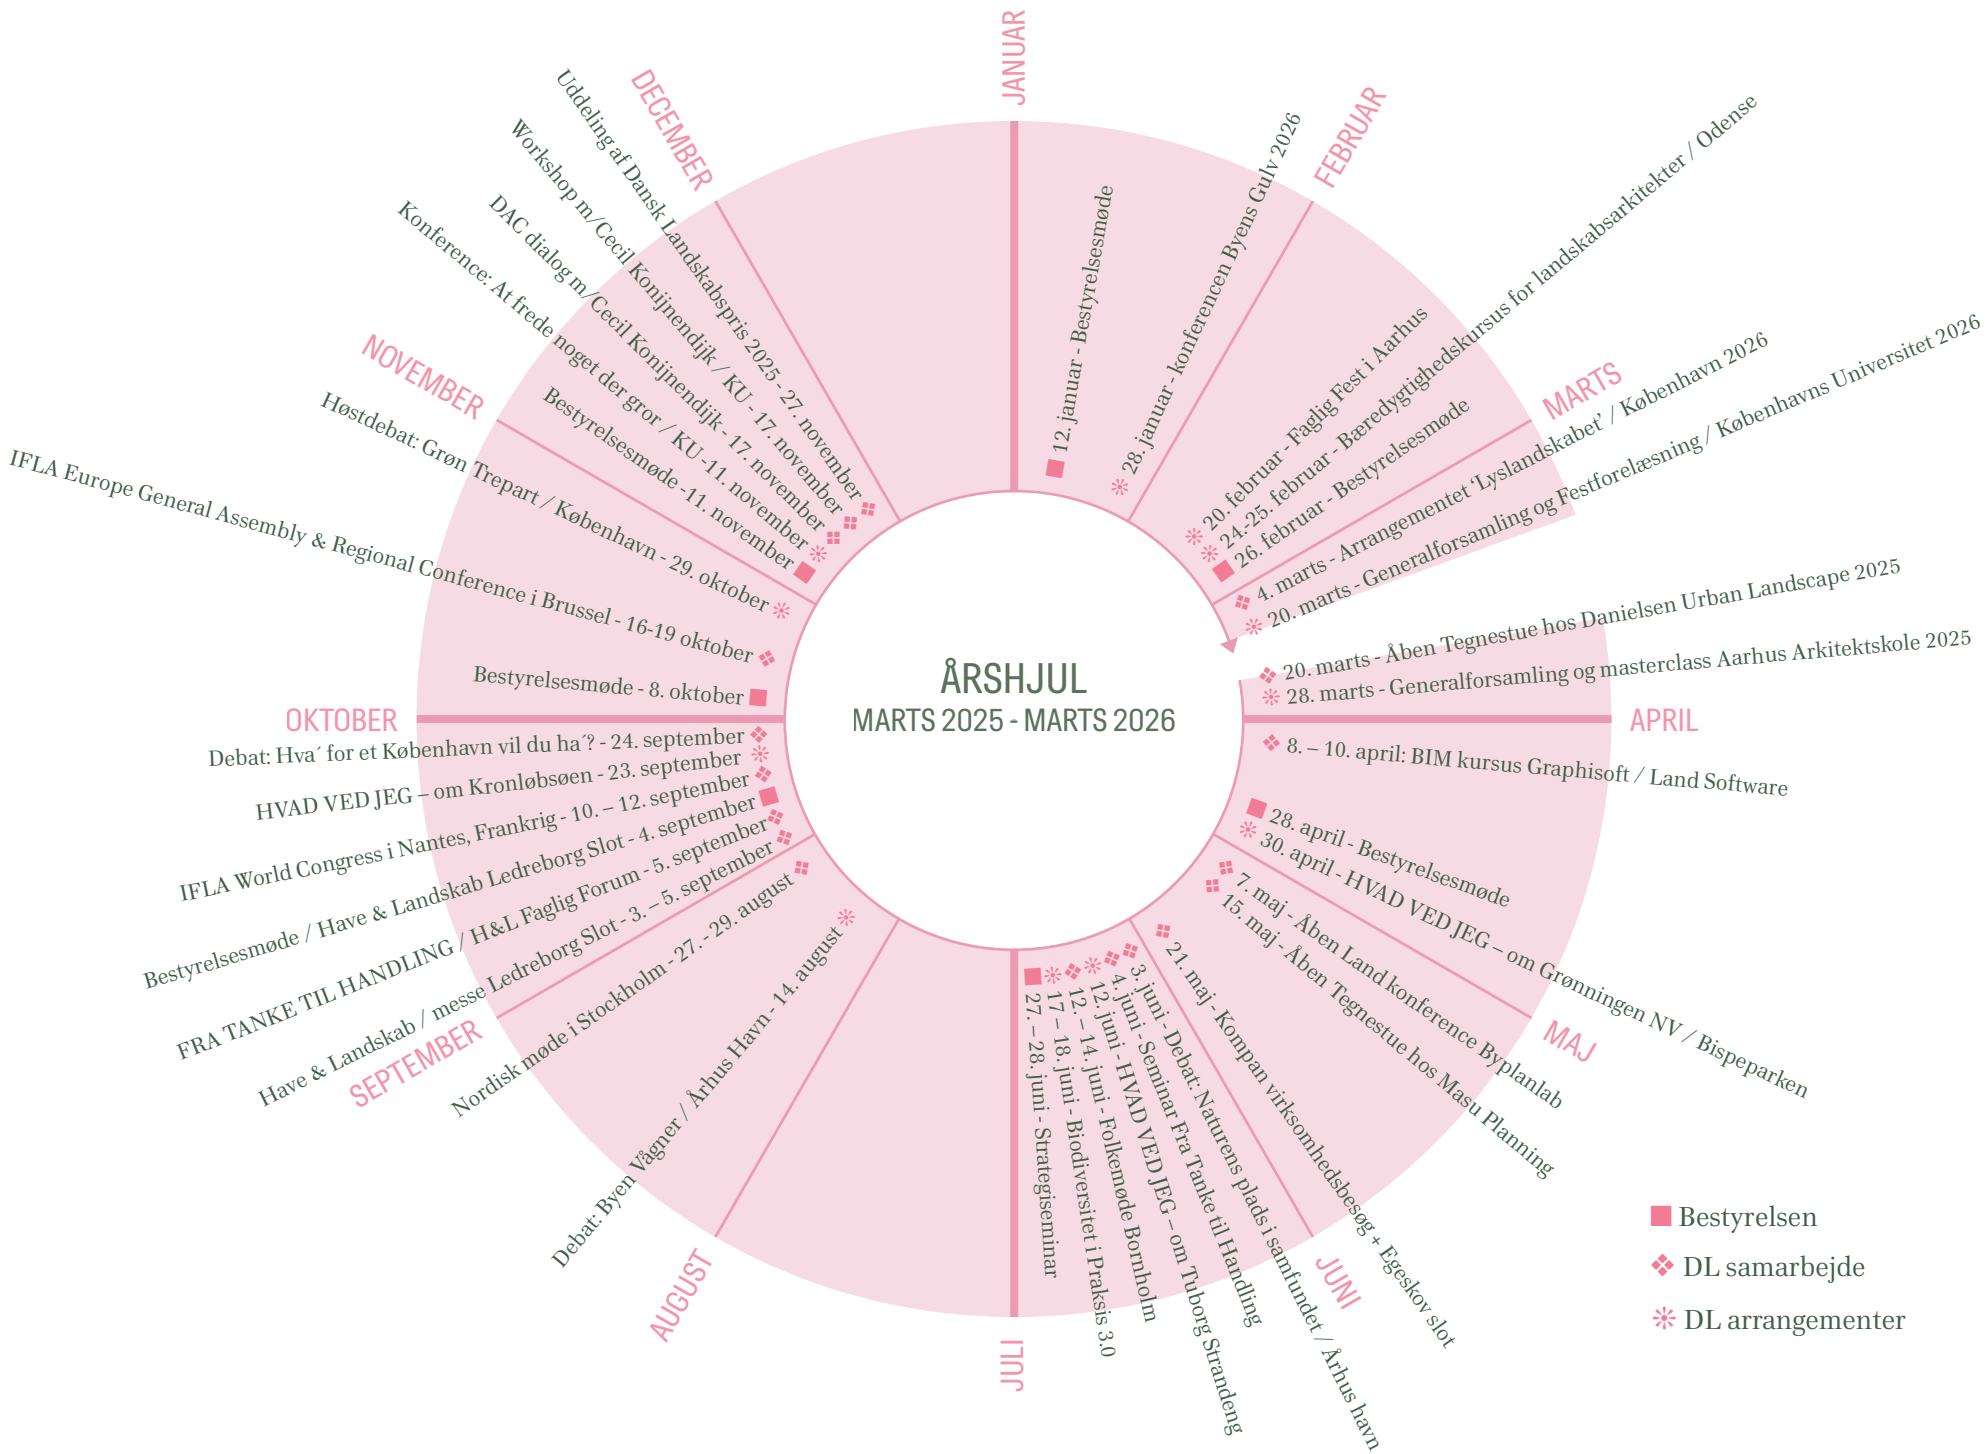 ÅRSHJUL
MARTS 2025 - MARTS 2026
JANUAR
12. januar - Bestyrelsesmøde
28. januar - konferencen Byens Gulv 2026
FEBRUAR
20. februar - Faglig Fest i Aarhus
24.-25. februar - Bæredygtighedskursus for landskabsarkitekter / Odense
26. februar - Bestyrelsesmøde
MARTS
4. marts - Arrangementet ‘Lyslandskabet’ / København 2026
20. marts - Generalforsamling og Festforelæsning / Københavns Universitet 2026
20. marts - Åben Tegnestue hos Danielsen Urban Landscape 2025
28. marts - Generalforsamling og masterclass Aarhus Arkitektskole 2025
APRIL
8. – 10. april: BIM kursus Graphisoft / Land Software
28. april - Bestyrelsesmøde
30. april - HVAD VED JEG – om Grønningen NV / Bispeparken
MAJ
7. maj - Åben Land konference Byplanlab
15. maj - Åben Tegnestue hos Masu Planning
21. maj - Kompan virksomhedsbesøg + Egeskov slot
JUNI
3. juni - Debat: Naturens plads i samfundet / Århus havn
4. juni - Seminar Fra Tanke til Handling
12. juni - HVAD VED JEG – om Tuborg Strandeng
12. – 14. juni - Folkemøde Bornholm
17 – 18. juni - Biodiversitet i Praksis 3.0
27. – 28. juni - Strategiseminar
JULI
AUGUST
Debat: Byen Vågner / Århus Havn - 14. august
Nordisk møde i Stockholm - 27. - 29. august
SEPTEMBER
Have & Landskab / messe Ledreborg Slot - 3. – 5. september
FRA TANKE TIL HANDLING / H&L Faglig Forum - 5. september
Bestyrelsesmøde / Have & Landskab Ledreborg Slot - 4. september
IFLA World Congress i Nantes, Frankrig - 10. – 12. september
HVAD VED JEG – om Kronløbsøen - 23. september
Debat: Hva´ for et København vil du ha´? - 24. september
OKTOBER
Bestyrelsesmøde - 8. oktober
IFLA Europe General Assembly & Regional Conference i Brussel - 16-19 oktober
Høstdebat: Grøn Trepart / København - 29. oktober
NOVEMBER
Bestyrelsesmøde -11. november
Konference: At frede noget der gror / KU -11. november
DAC dialog m/Cecil Konijnendijk - 17. november
Workshop m/Cecil Konijnendijk / KU - 17. november
Uddeling af Dansk Landskabspris 2025 - 27. november
DECEMBER
Bestyrelsen
DL samarbejde
DL arrangementer